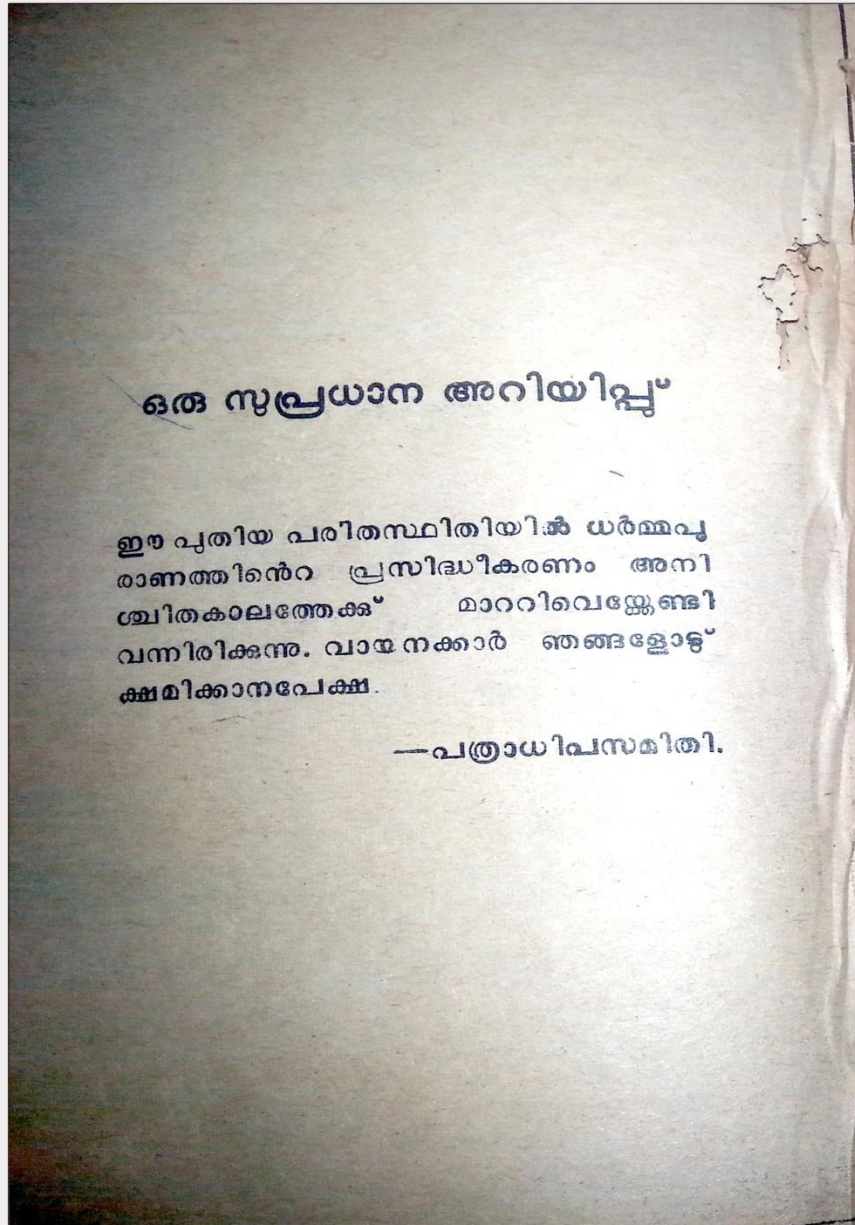 ഒരു സുപ്രധാന അറിയിപ്പു്
ഈ പുതിയ പരിതസ്ഥിതിയിൽ ധർമ്മപു
രാണത്തിൻെറ പ്രസിദ്ധീകരണം അനി
ശ്ചിതകാലത്തേക്കു് മാററിവെയ്ക്കേണ്ടി
വന്നിരിക്കുന്നു. വായനക്കാർ ഞങ്ങളോടു്
ക്ഷമിക്കാനപേക്ഷ.
—പത്രാധിപസമിതി.